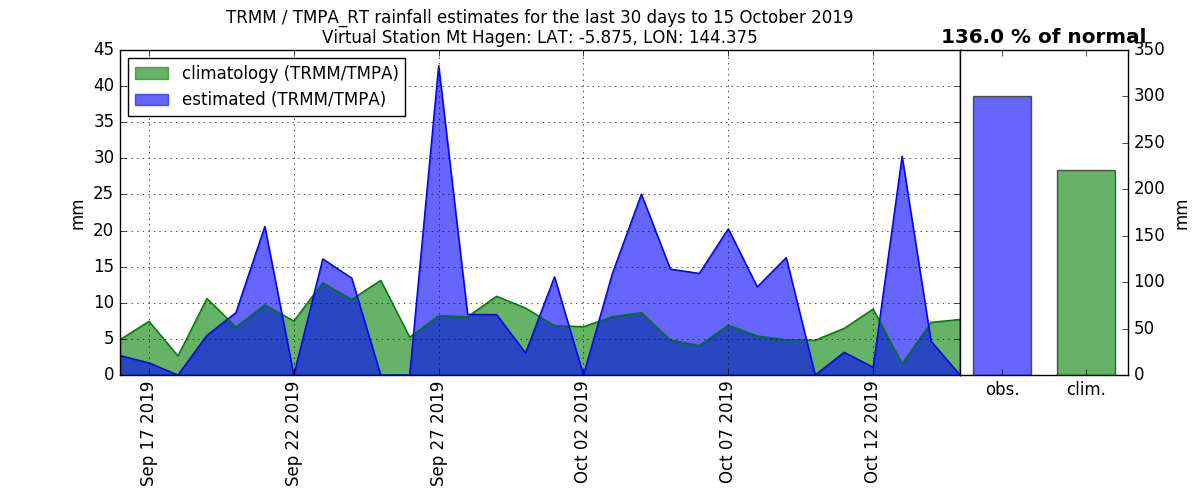 TRMM / TMPA_RT rainfall estimates for the last 30 days to 15 October 2019
Virtual Station Mt Hagen: LAT: -5.875, LON: 144.375
136.0 % of normal
climatology (TRMM/TMPA)
estimated (TRMM/TMPA)
45
40
35
30
25
20
15
10
5
0
mm
Sep 17 2019
Sep 22 2019
Sep 27 2019
Oct 02 2019
Oct 07 2019
Oct 12 2019
350
300
250
200
150
100
50
0
mm
obs.
clim.